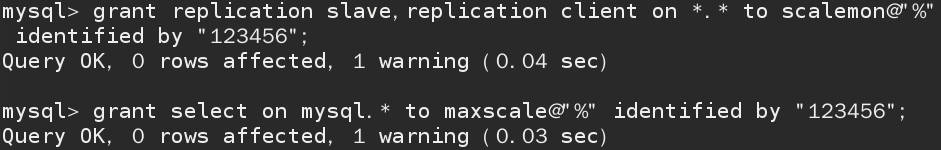 mysql> grant replication slave,replication client on *.* to scalemon@"%"
 identified by "123456";
Query OK, 0 rows affected, 1 warning (0.04 sec)
mysql> grant select on mysql.* to maxscale@"%" identified by "123456";
Query OK, 0 rows affected, 1 warning (0.03 sec)